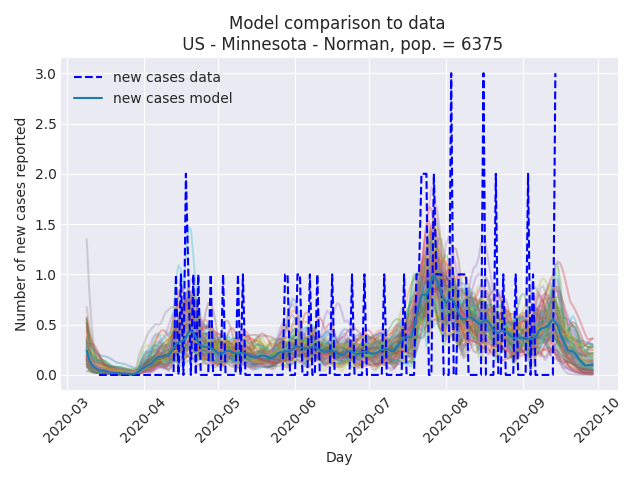 Model comparison to data
US - Minnesota - Norman, pop. = 6375
new cases data
new cases model
3.0
2.5
2.0
1.5
1.0
0.5
0.0
Number of new cases reported
2020-03
2020-04
2020-05
2020-06
2020-07
2020-08
2020-09
2020-10
Day